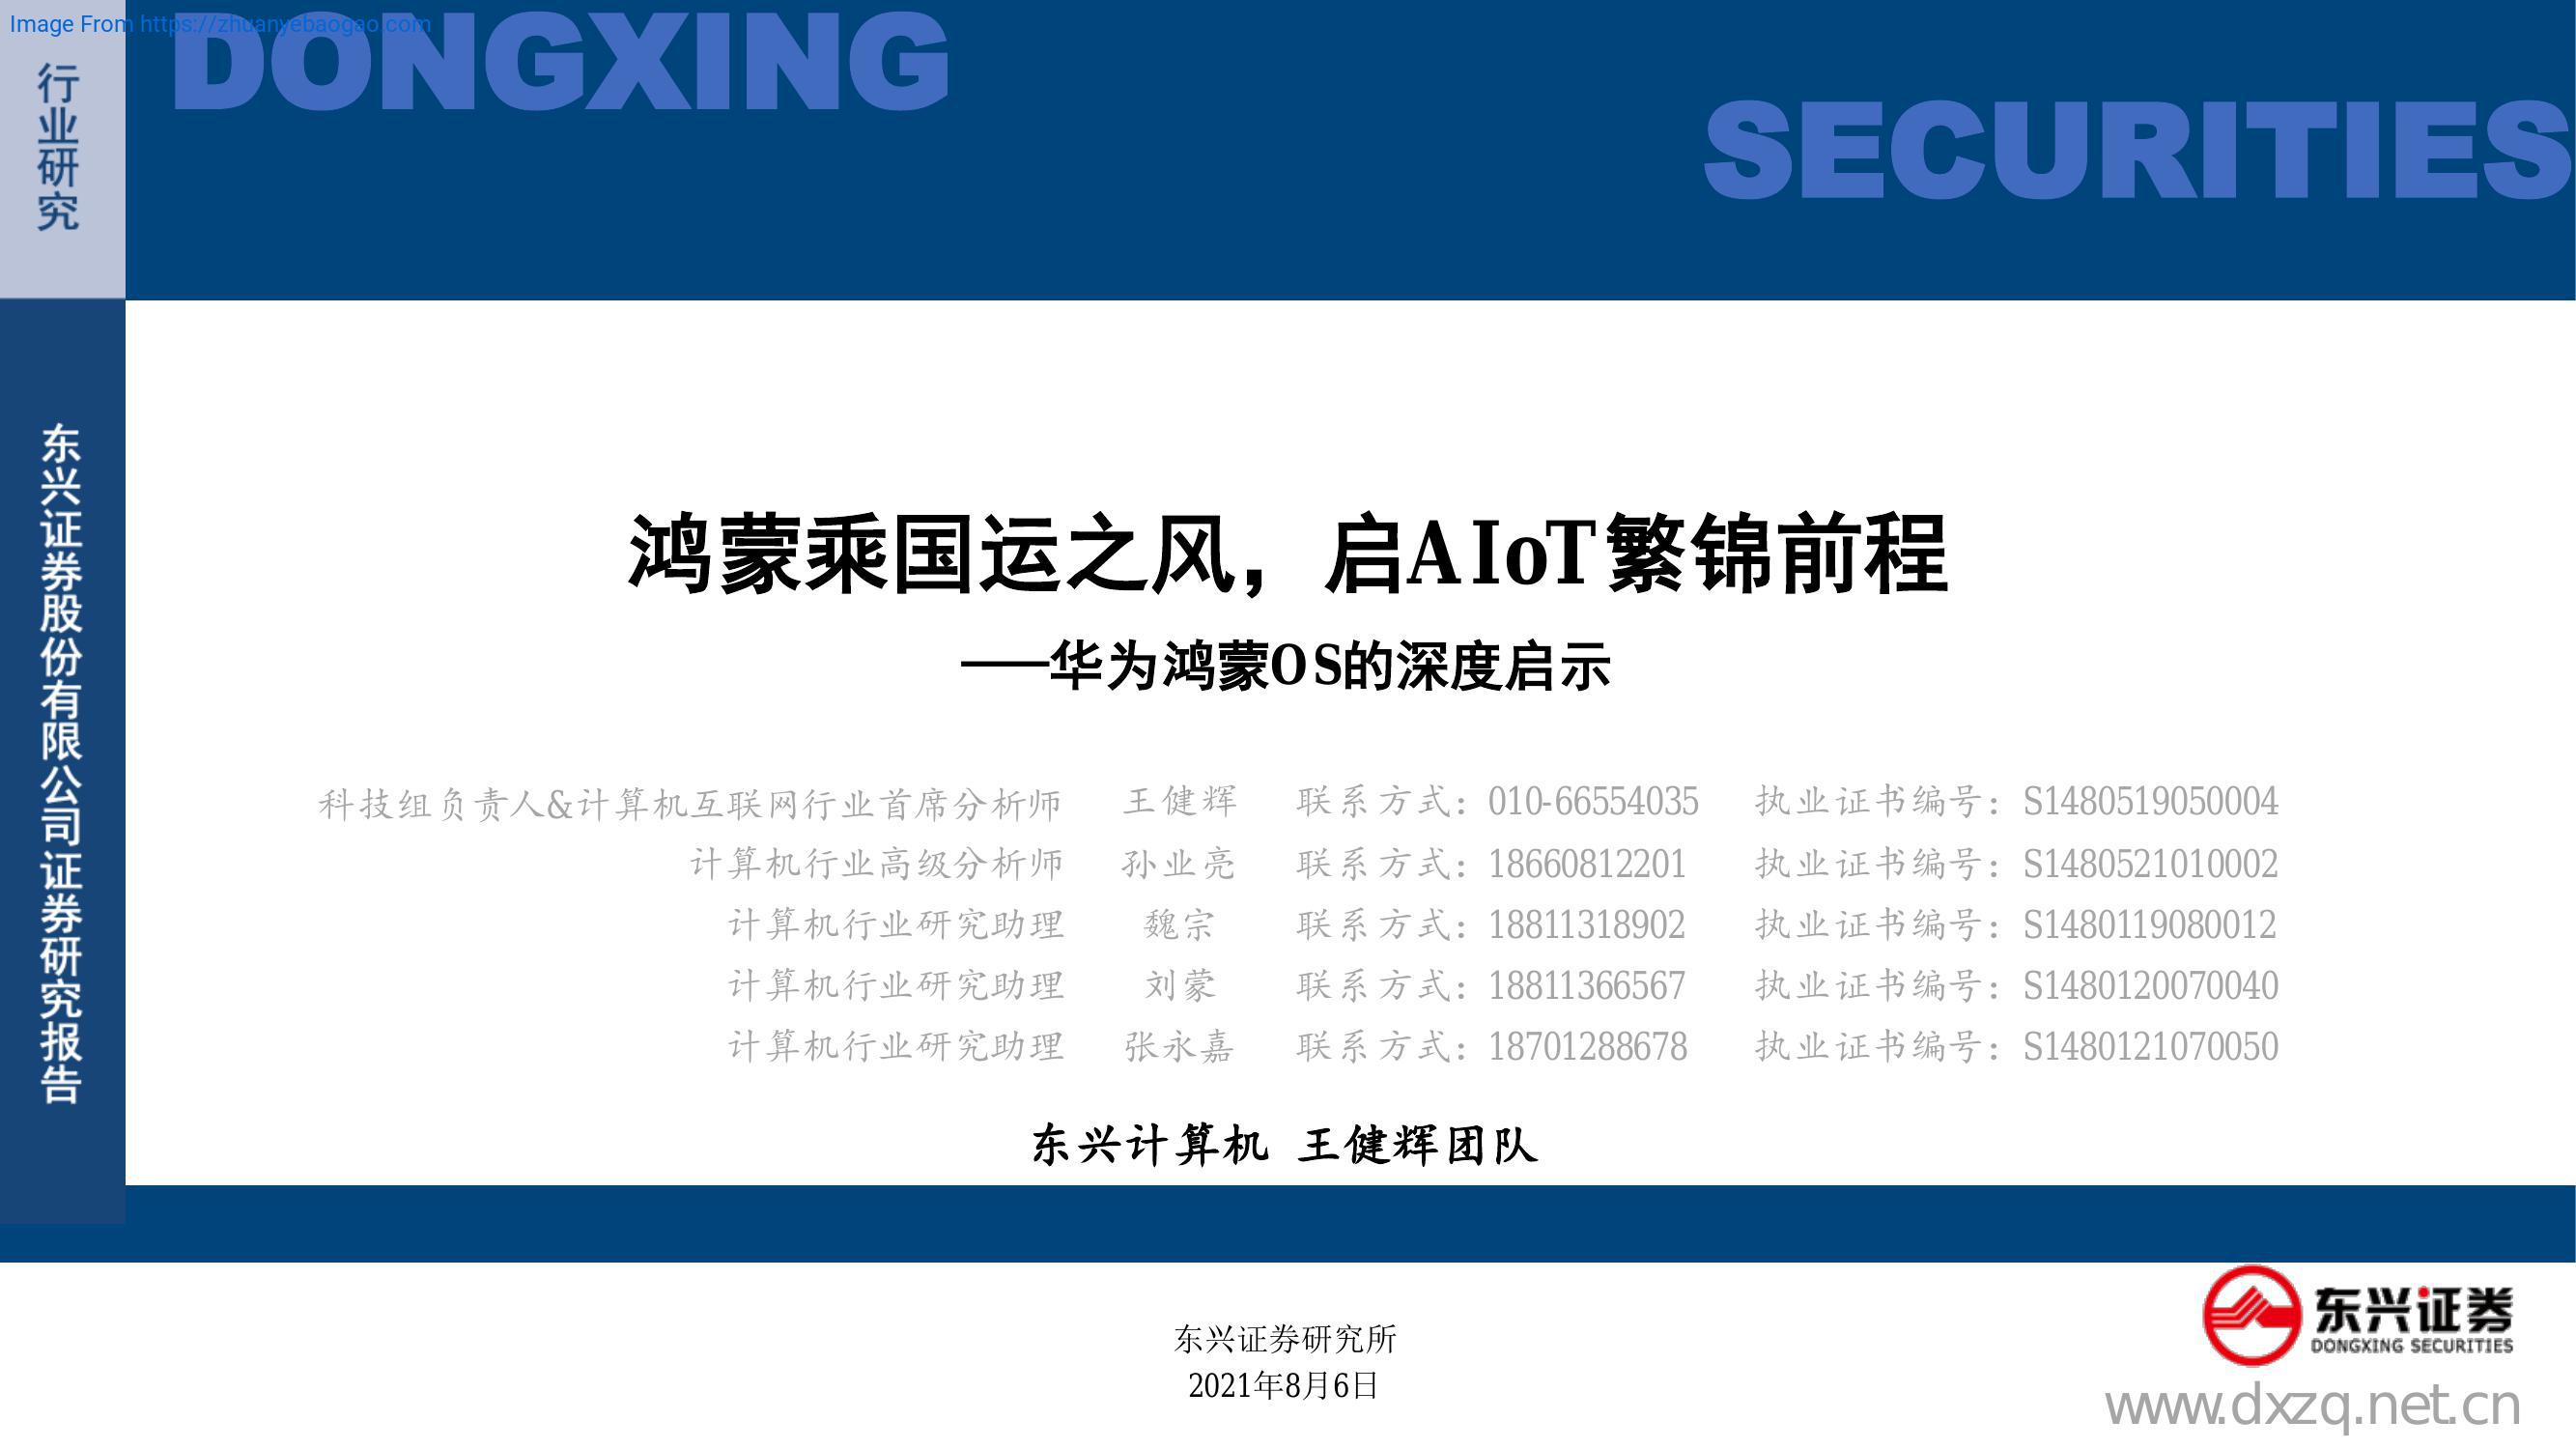 Image From https://zhuanyebaogao.com
DONGXING
SECURITIES
行业研究
东兴证券股份有限公司证券研究报告
鸿蒙乘国运之风，启AIoT繁锦前程
——华为鸿蒙OS的深度启示
科技组负责人&计算机互联网行业首席分析师 王健辉 联系方式：010-66554035 执业证书编号：S1480519050004
计算机行业高级分析师 孙业亮 联系方式：18660812201 执业证书编号：S1480521010002
计算机行业研究助理 魏宗 联系方式：18811318902 执业证书编号：S1480119080012
计算机行业研究助理 刘蒙 联系方式：18811366567 执业证书编号：S1480120070040
计算机行业研究助理 张永嘉 联系方式：18701288678 执业证书编号：S1480121070050
东兴计算机 王健辉团队
东兴证券研究所
2021年8月6日
东兴证券
DONGXING SECURITIES
www.dxzq.net.cn